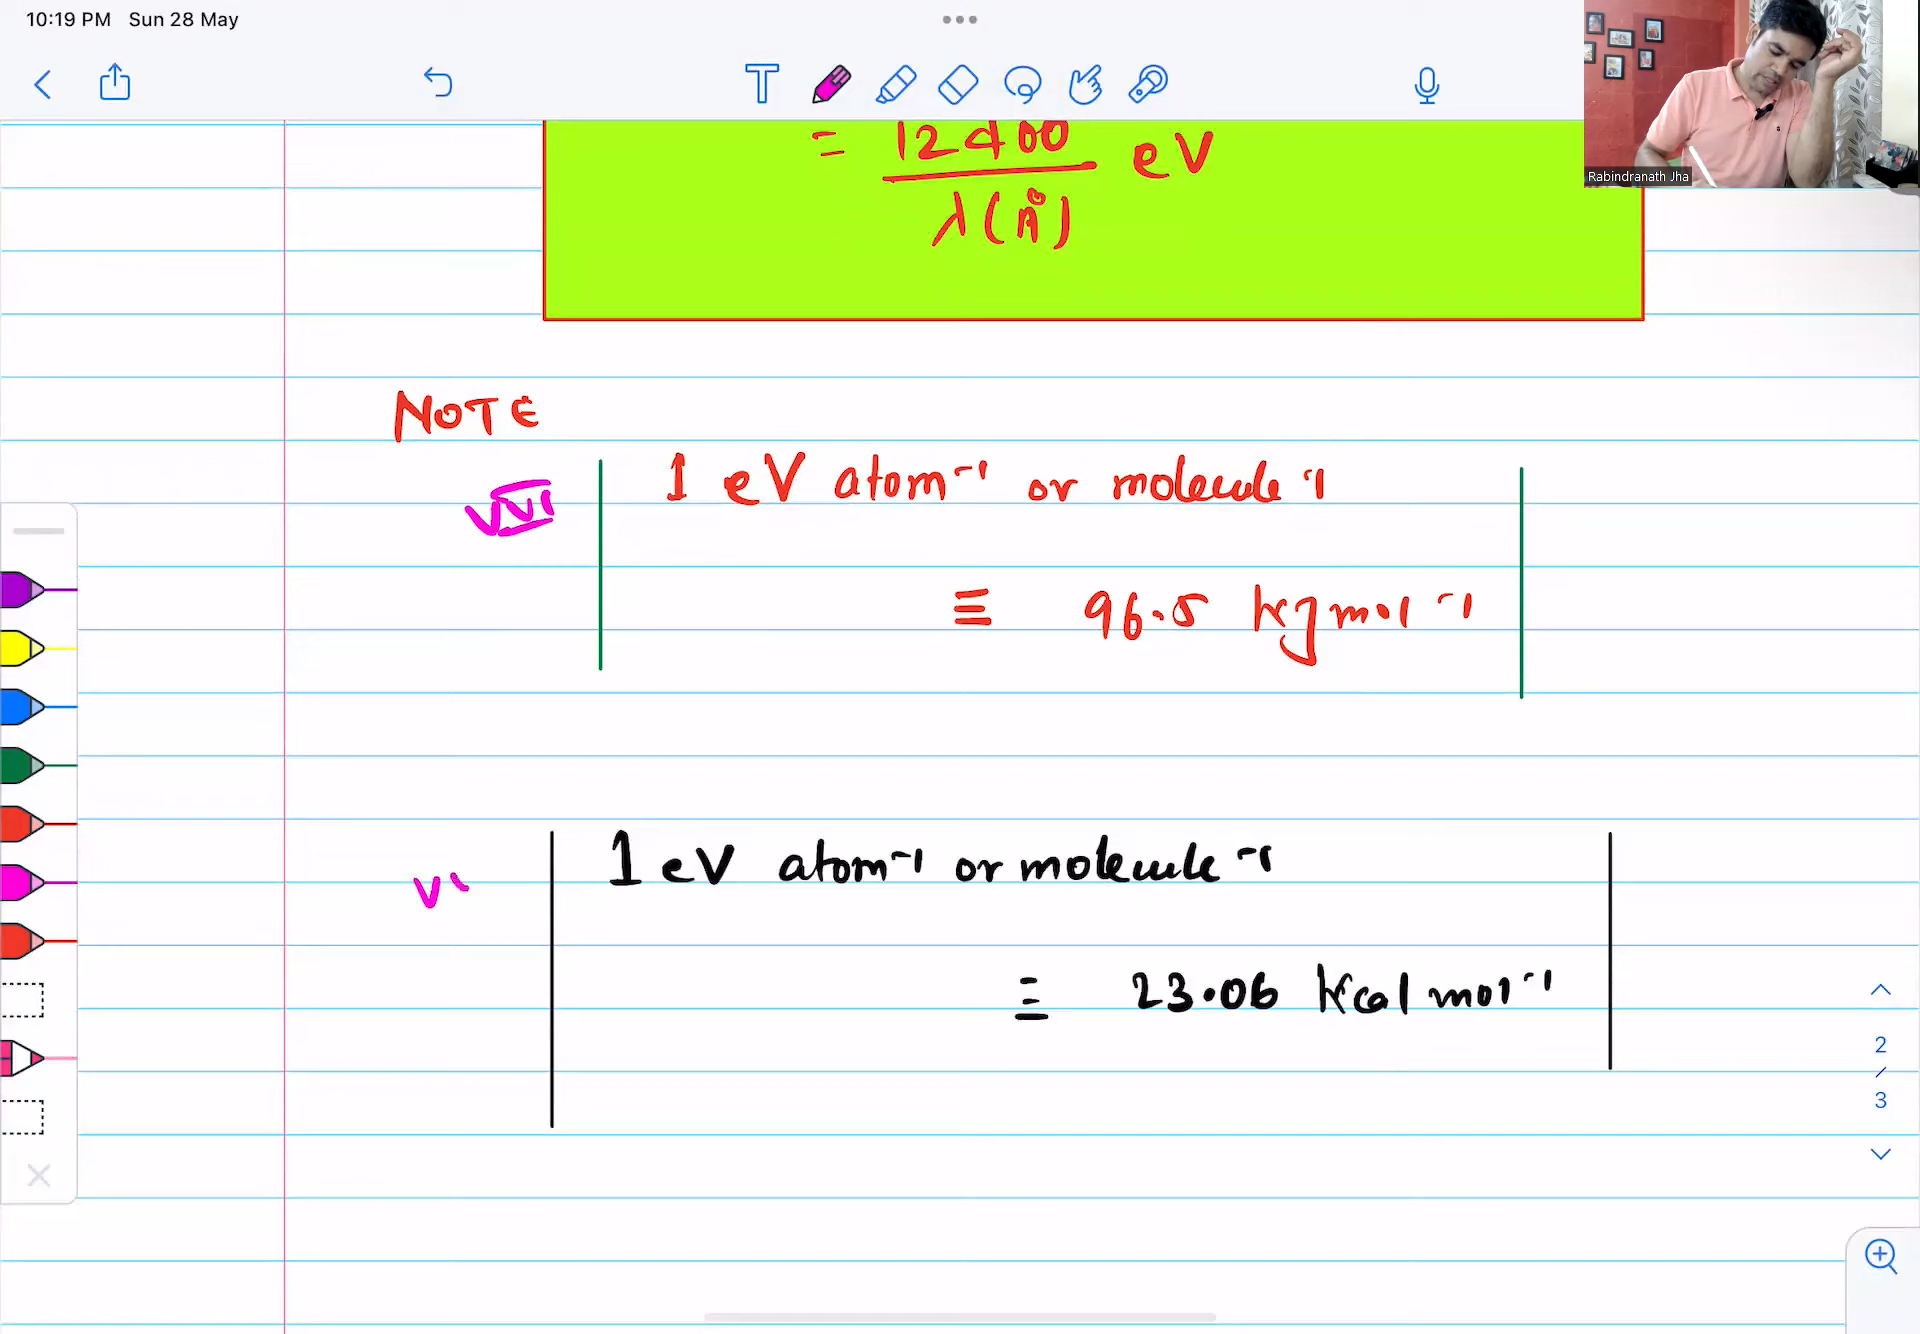 10:19 PM Sun 28 May
Rabindranath Jha
= 12400 eV
λ(Å)
NOTE
VVI
1 eV atom⁻¹ or molecule⁻¹
≡ 96.5 kJ mol⁻¹
1 eV atom⁻¹ or molecule⁻¹
≡ 23.06 Kcal mol⁻¹
2
/
3